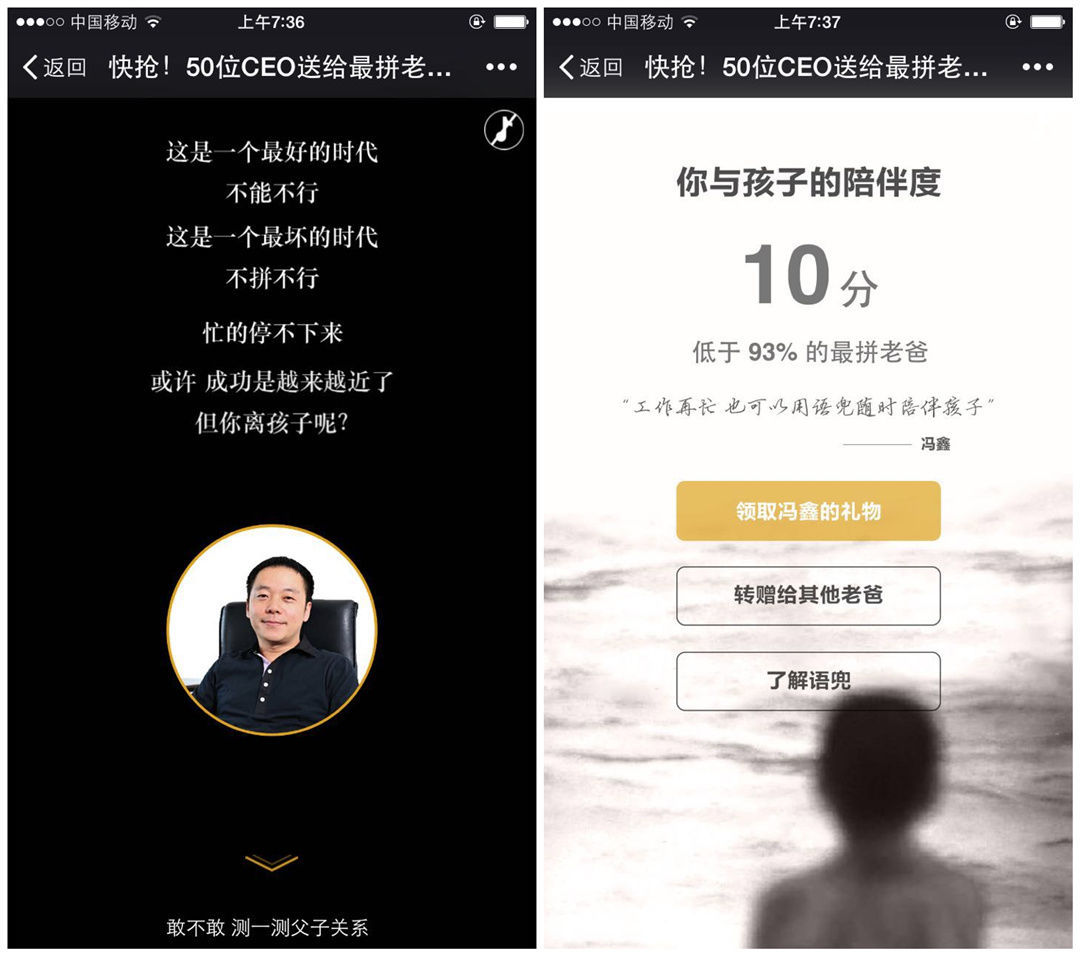 中国移动 上午7:36
返回 快抢！50位CEO送给最拼老...
这是一个最好的时代
不能不行
这是一个最坏的时代
不拼不行
忙的停不下来
或许 成功是越来越近了
但你离孩子呢？
敢不敢 测一测父子关系
中国移动 上午7:37
返回 快抢！50位CEO送给最拼老...
你与孩子的陪伴度
10分
低于 93% 的最拼老爸
“工作再忙 也可以用语兜随时陪伴孩子”
—— 冯鑫
领取冯鑫的礼物
转赠给其他老爸
了解语兜